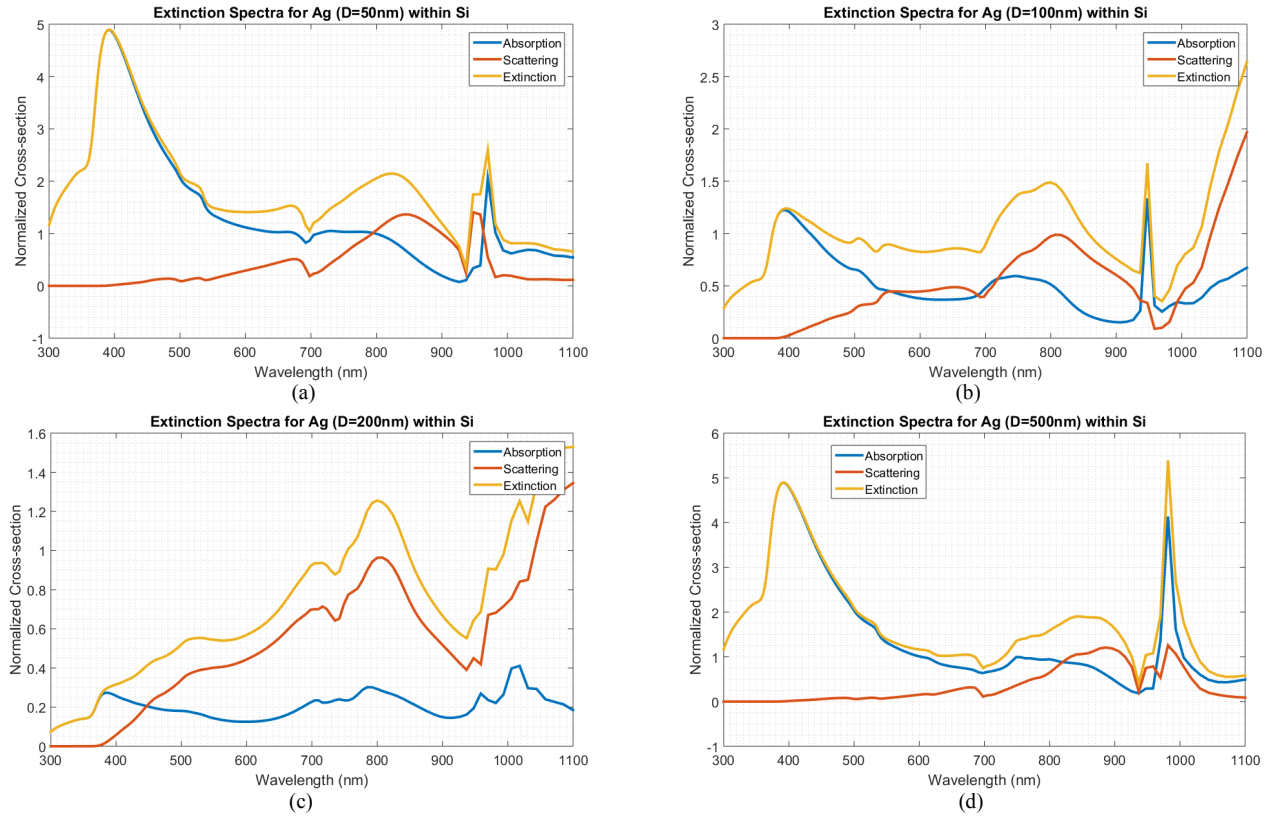 Extinction Spectra for Ag (D=50nm) within Si
5
4
3
2
1
0
-1
Normalized Cross-section
300 400 500 600 700 800 900 1000 1100
Wavelength (nm)
Absorption
Scattering
Extinction
(a)
Extinction Spectra for Ag (D=100nm) within Si
3
2.5
2
1.5
1
0.5
0
Normalized Cross-section
300 400 500 600 700 800 900 1000 1100
Wavelength (nm)
Absorption
Scattering
Extinction
(b)
Extinction Spectra for Ag (D=200nm) within Si
1.6
1.4
1.2
1
0.8
0.6
0.4
0.2
0
Normalized Cross-section
300 400 500 600 700 800 900 1000 1100
Wavelength (nm)
Absorption
Scattering
Extinction
(c)
Extinction Spectra for Ag (D=500nm) within Si
6
5
4
3
2
1
0
-1
Normalized Cross-section
300 400 500 600 700 800 900 1000 1100
Wavelength (nm)
Absorption
Scattering
Extinction
(d)